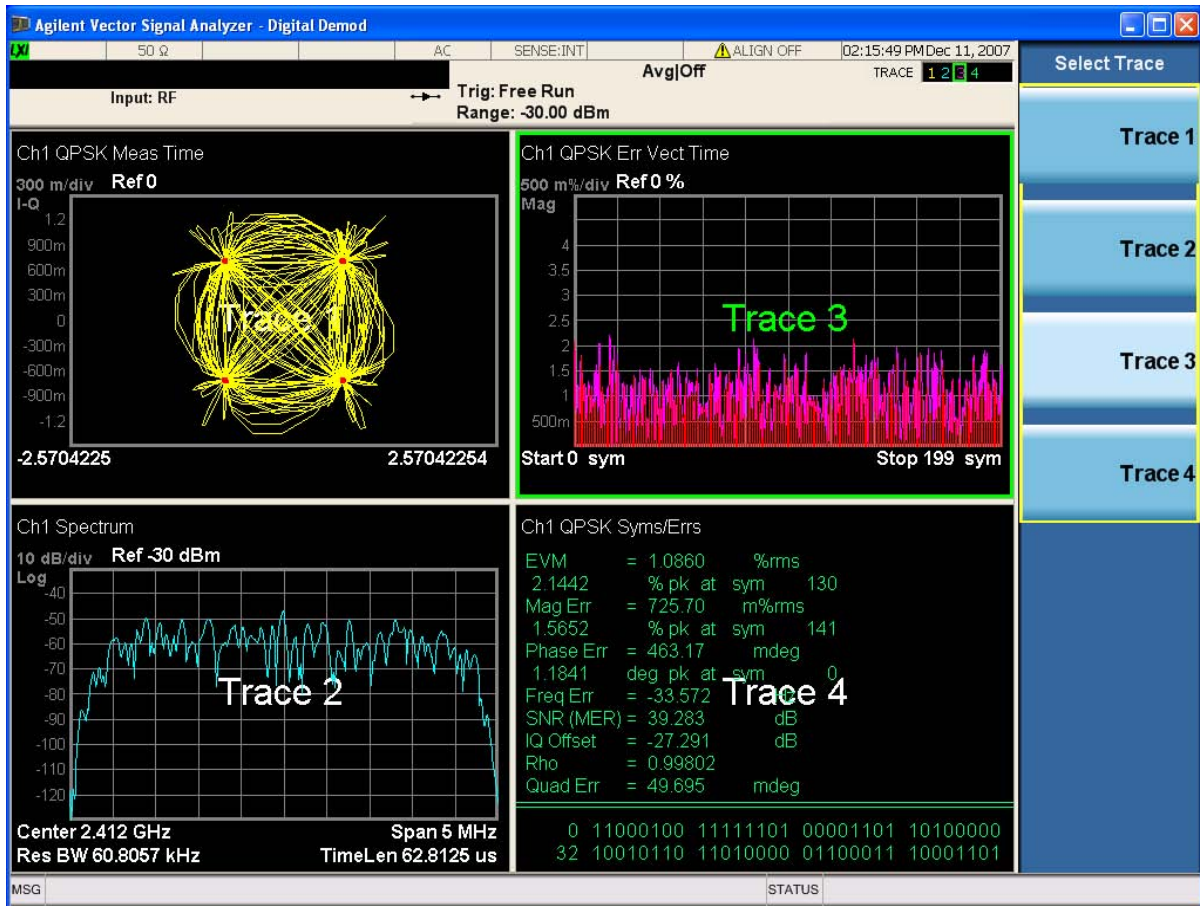 Agilent Vector Signal Analyzer - Digital Demod
LXI 50 Ω AC SENSE:INT ALIGN OFF 02:15:49 PM Dec 11, 2007
Input: RF
Trig: Free Run
Range: -30.00 dBm
Avg|Off
TRACE 1 2 3 4
Ch1 QPSK Meas Time
300 m/div Ref 0
I-Q
1.2
900m
600m
300m
0
-300m
-600m
-900m
-1.2
Trace 1
-2.5704225 2.57042254
Ch1 QPSK Err Vect Time
500 m%/div Ref 0 %
Mag
4
3.5
3
2.5
2
1.5
1
500m
Trace 3
Start 0 sym Stop 199 sym
Ch1 Spectrum
10 dB/div Ref -30 dBm
Log
-40
-50
-60
-70
-80
-90
-100
-110
-120
Trace 2
Center 2.412 GHz Span 5 MHz
Res BW 60.8057 kHz TimeLen 62.8125 us
Ch1 QPSK Syms/Errs
EVM = 1.0860 %rms
2.1442 % pk at sym 130
Mag Err = 725.70 m%rms
1.5652 % pk at sym 141
Phase Err = 463.17 mdeg
1.1841 deg pk at sym 0
Freq Err = -33.572 Hz
SNR (MER) = 39.283 dB
IQ Offset = -27.291 dB
Rho = 0.99802
Quad Err = 49.695 mdeg
Trace 4
0 11000100 11111101 00001101 10100000
32 10010110 11010000 01100011 10001101
Select Trace
Trace 1
Trace 2
Trace 3
Trace 4
MSG STATUS